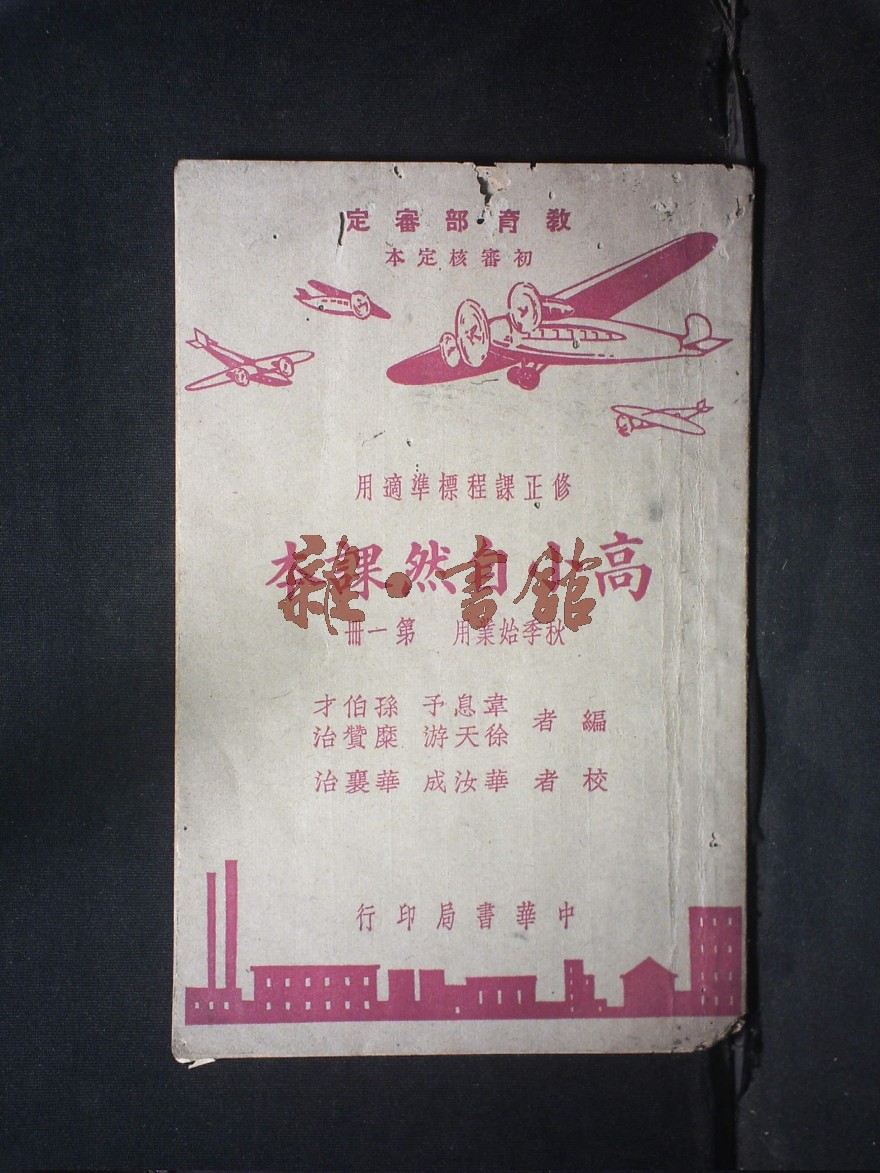 教育部審定
初審核定本
修正課程標準適用
高小自然課本
雜·書館
秋季始業用 第一冊
編者 韋息予 孫伯才
徐天游 糜贊治
校者 華汝成 華襄治
中華書局印行